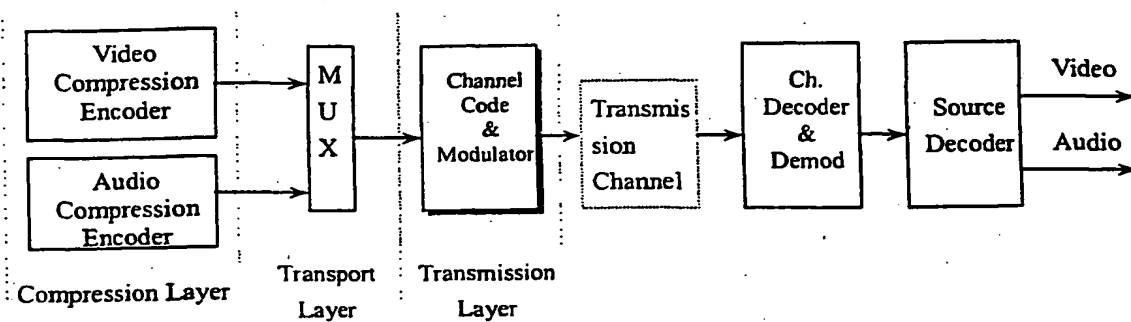 Video
Compression
Encoder
Audio
Compression
Encoder
Compression Layer
M
U
X
Transport
Layer
Channel
Code
&
Modulator
Transmission
Layer
Transmis
sion
Channel
Ch.
Decoder
&
Demod
Source
Decoder
Video
Audio